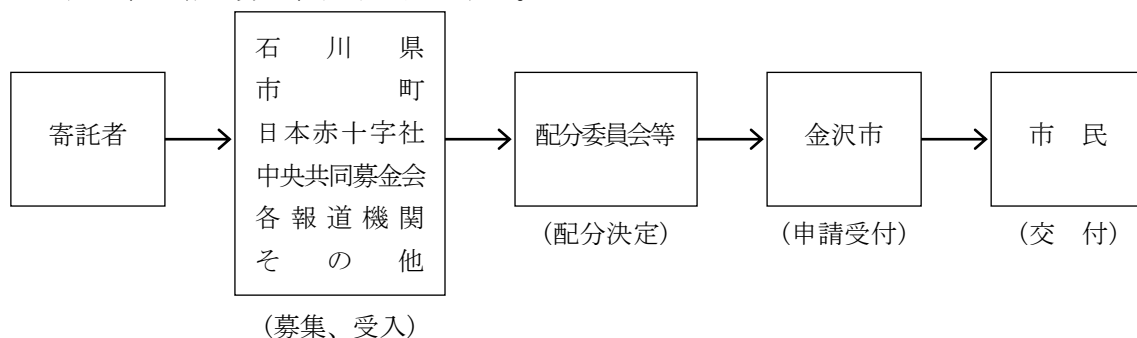 寄託者
石川県
市町
日本赤十字社
中央共同募金会
各報道機関
その他
(募集、受入)
配分委員会等
(配分決定)
金沢市
(申請受付)
市民
(交付)